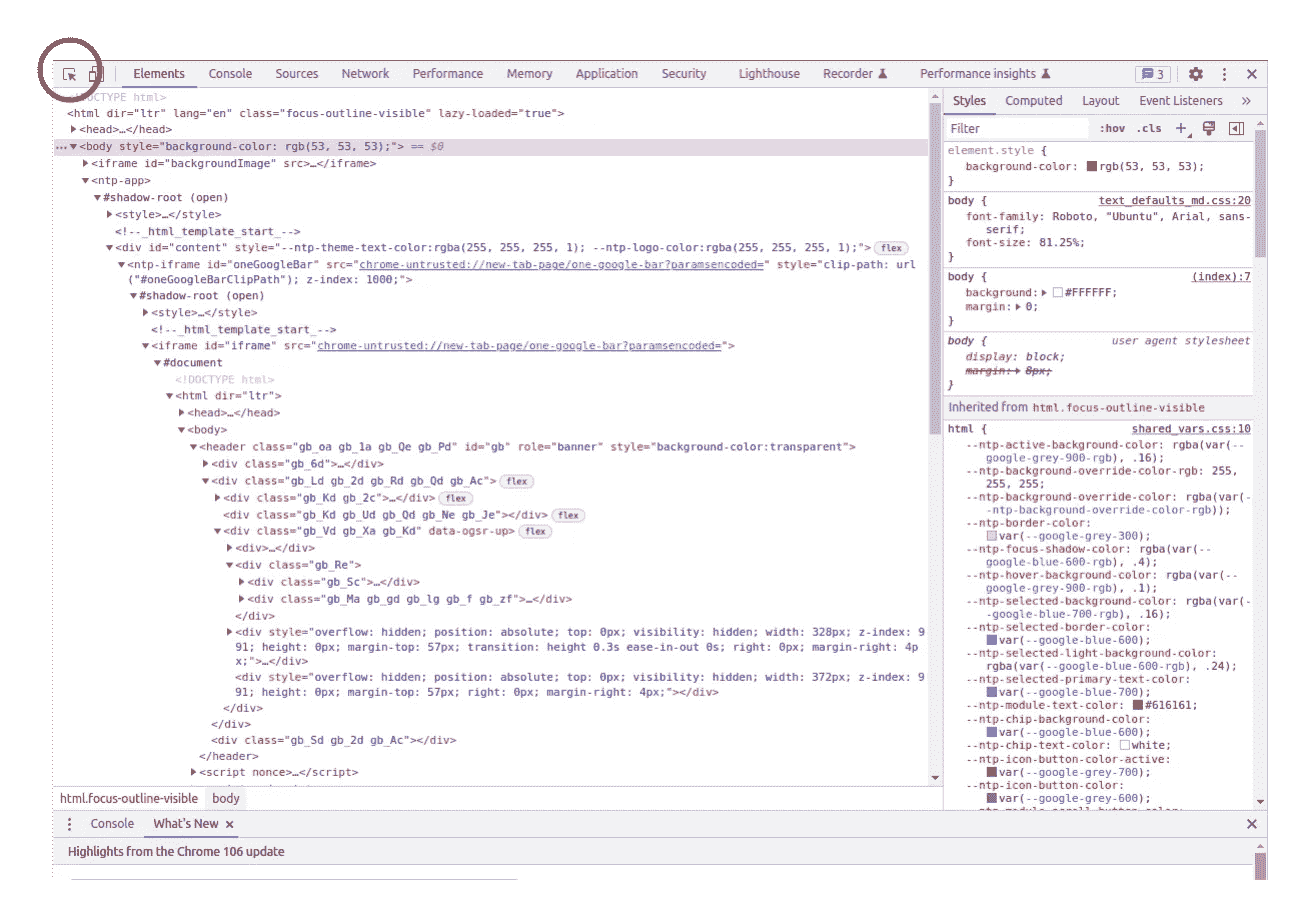 Elements Console Sources Network Performance Memory Application Security Lighthouse Recorder Performance insights 3
<!DOCTYPE html>
<html dir="ltr" lang="en" class="focus-outline-visible" lazy-loaded="true">
<head>…</head>
<body style="background-color: rgb(53, 53, 53);"> == $0
<iframe id="backgroundImage" src>…</iframe>
<ntp-app>
#shadow-root (open)
<style>…</style>
<!--_html_template_start_-->
<div id="content" style="--ntp-theme-text-color:rgba(255, 255, 255, 1); --ntp-logo-color:rgba(255, 255, 255, 1);"> flex
<ntp-iframe id="oneGoogleBar" src="chrome-untrusted://new-tab-page/one-google-bar?paramsencoded=" style="clip-path: url
("#oneGoogleBarClipPath"); z-index: 1000;">
#shadow-root (open)
<style>…</style>
<!--_html_template_start_-->
<iframe id="iframe" src="chrome-untrusted://new-tab-page/one-google-bar?paramsencoded=">
#document
<!DOCTYPE html>
<html dir="ltr">
<head>…</head>
<body>
<header class="gb_oa gb_1a gb_Qe gb_Pd" id="gb" role="banner" style="background-color:transparent">
<div class="gb_6d">…</div>
<div class="gb_Ld gb_2d gb_Rd gb_Qd gb_Ac"> flex
<div class="gb_Kd gb_2c">…</div> flex
<div class="gb_Kd gb_Ud gb_Qd gb_Ne gb_Je"></div> flex
<div class="gb_Vd gb_Xa gb_Kd" data-ogsr-up> flex
<div>…</div>
<div class="gb_Re">
<div class="gb_Sc">…</div>
<div class="gb_Ma gb_gd gb_lg gb_f gb_zf">…</div>
</div>
<div style="overflow: hidden; position: absolute; top: 0px; visibility: hidden; width: 328px; z-index: 9
91; height: 0px; margin-top: 57px; transition: height 0.3s ease-in-out 0s; right: 0px; margin-right: 4p
x;">…</div>
<div style="overflow: hidden; position: absolute; top: 0px; visibility: hidden; width: 372px; z-index: 9
91; height: 0px; margin-top: 57px; right: 0px; margin-right: 4px;"></div>
</div>
</div>
<div class="gb_Sd gb_2d gb_Ac"></div>
</header>
<script nonce>…</script>
html.focus-outline-visible body
Styles Computed Layout Event Listeners »
Filter :hov .cls +
element.style {
background-color: rgb(53, 53, 53);
}
body { text_defaults_md.css:20
font-family: Roboto, "Ubuntu", Arial, sans-
serif;
font-size: 81.25%;
}
body { (index):7
background: #FFFFFF;
margin: 0;
}
body { user agent stylesheet
display: block;
margin: 8px;
}
Inherited from html.focus-outline-visible
html { shared_vars.css:10
--ntp-active-background-color: rgba(var(--
google-grey-900-rgb), .16);
--ntp-background-override-color-rgb: 255,
255, 255;
--ntp-background-override-color: rgba(var(-
-ntp-background-override-color-rgb));
--ntp-border-color:
var(--google-grey-300);
--ntp-focus-shadow-color: rgba(var(--
google-blue-600-rgb), .4);
--ntp-hover-background-color: rgba(var(--
google-grey-900-rgb), .1);
--ntp-selected-background-color: rgba(var(-
-google-blue-700-rgb), .16);
--ntp-selected-border-color:
var(--google-blue-600);
--ntp-selected-light-background-color:
rgba(var(--google-blue-600-rgb), .24);
--ntp-selected-primary-text-color:
var(--google-blue-700);
--ntp-module-text-color: #616161;
--ntp-chip-background-color:
var(--google-blue-600);
--ntp-chip-text-color: white;
--ntp-icon-button-color-active:
var(--google-grey-700);
--ntp-icon-button-color:
var(--google-grey-600);
Console What's New ×
Highlights from the Chrome 106 update